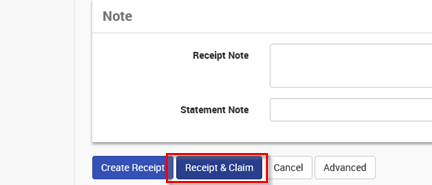 Note
Receipt Note
Statement Note
Create Receipt Receipt & Claim Cancel Advanced